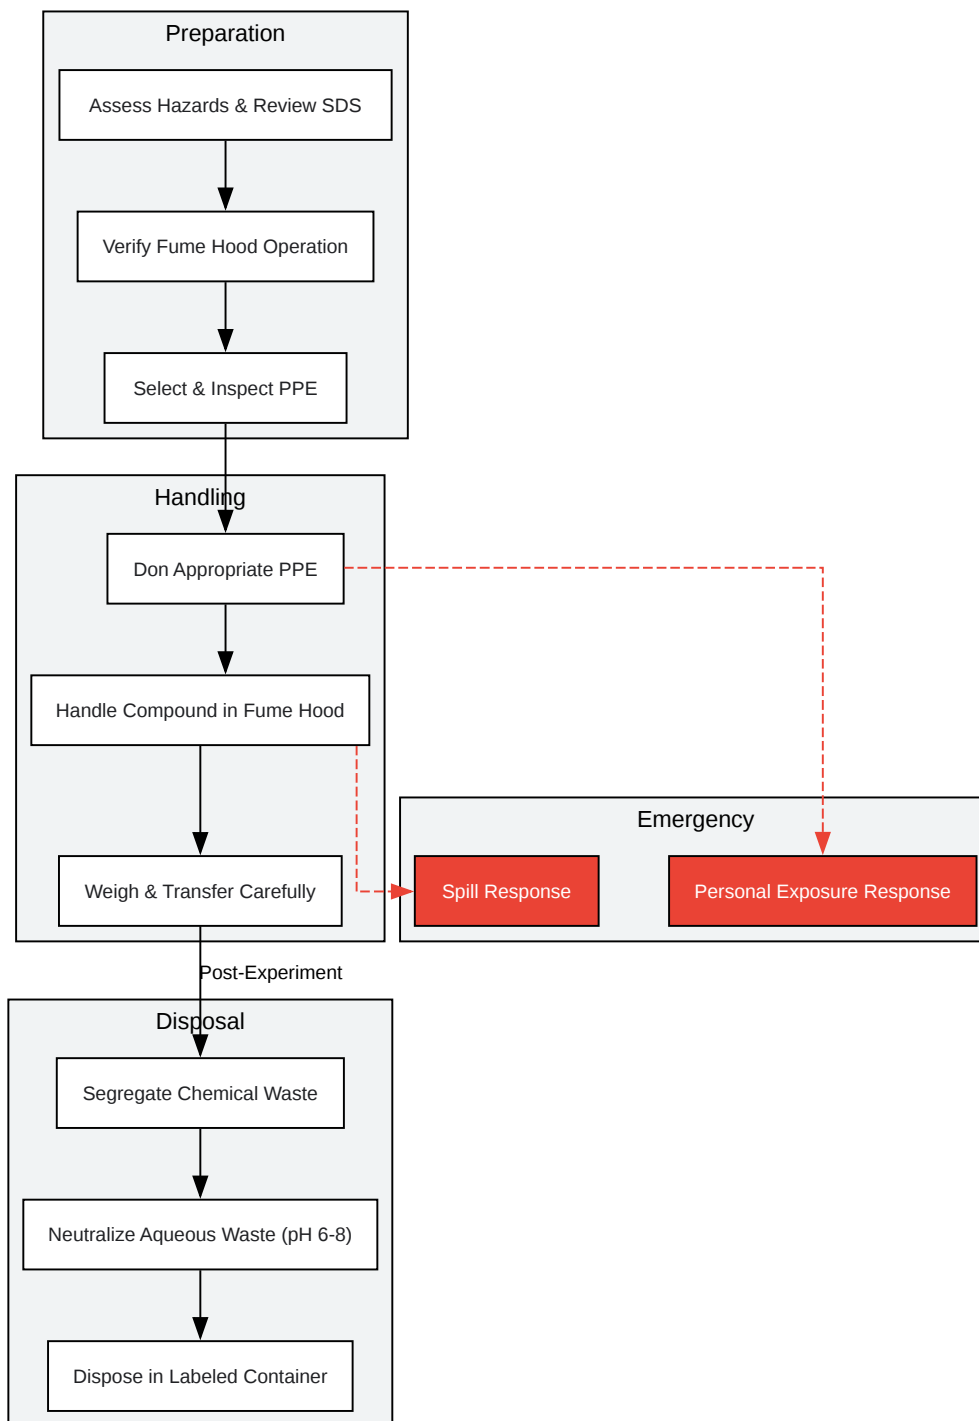 Preparation
Assess Hazards & Review SDS
Verify Fume Hood Operation
Select & Inspect PPE
Handling
Don Appropriate PPE
Handle Compound in Fume Hood
Weigh & Transfer Carefully
Emergency
Spill Response
Personal Exposure Response
Post-Experiment
Disposal
Segregate Chemical Waste
Neutralize Aqueous Waste (pH 6-8)
Dispose in Labeled Container